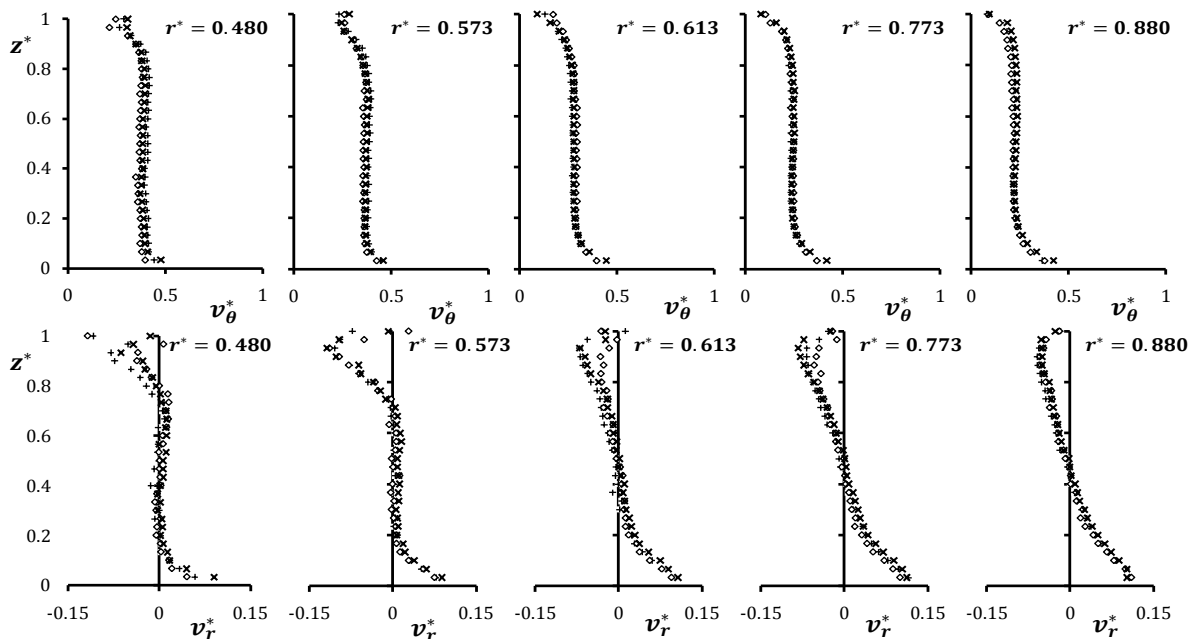 1
0.8
0.6
0.4
0.2
0
z*
r* = 0.480
r* = 0.573
r* = 0.613
r* = 0.773
r* = 0.880
0 0.5 1
0 0.5 1
0 0.5 1
0 0.5 1
0 0.5 1
v*θ v*θ v*θ v*θ v*θ
1
0.8
0.6
0.4
0.2
0
z*
r* = 0.480
r* = 0.573
r* = 0.613
r* = 0.773
r* = 0.880
-0.15 0 0.15
-0.15 0 0.15
-0.15 0 0.15
-0.15 0 0.15
-0.15 0 0.15
v*r v*r v*r v*r v*r